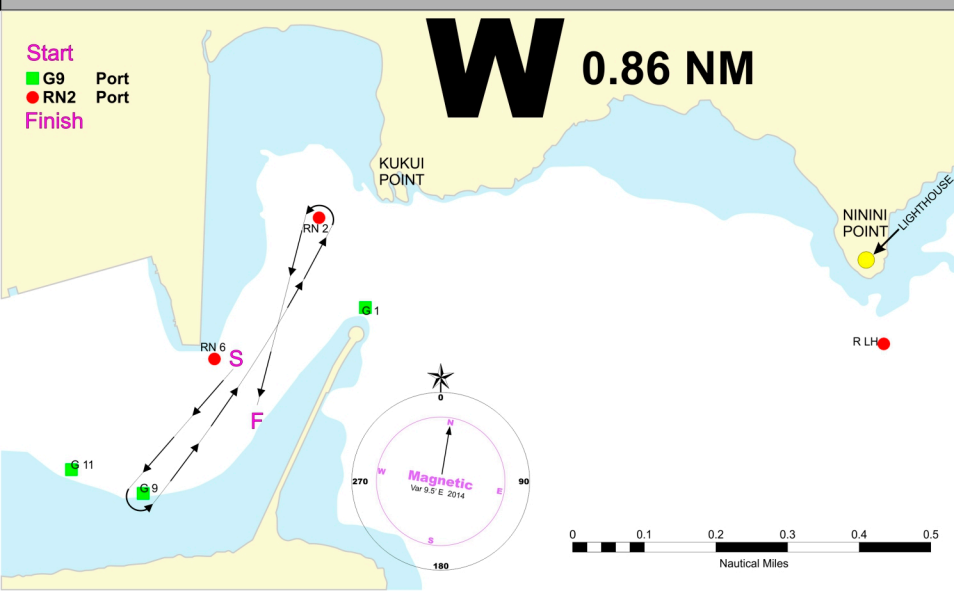 W 0.86 NM
Start
G9 Port
RN2 Port
Finish
KUKUI
POINT
LIGHTHOUSE
NININI
POINT
RN 2
G 1
R LH
RN 6
S
F
G 11
G 9
0
N
W
E
270
90
Magnetic
Var 9.5' E 2014
S
180
0 0.1 0.2 0.3 0.4 0.5
Nautical Miles